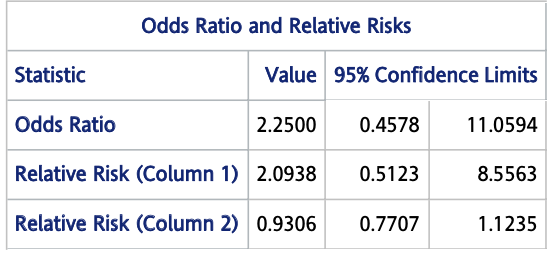 Odds Ratio and Relative Risks
Statistic Value 95% Confidence Limits
Odds Ratio 2.2500 0.4578 11.0594
Relative Risk (Column 1) 2.0938 0.5123 8.5563
Relative Risk (Column 2) 0.9306 0.7707 1.1235